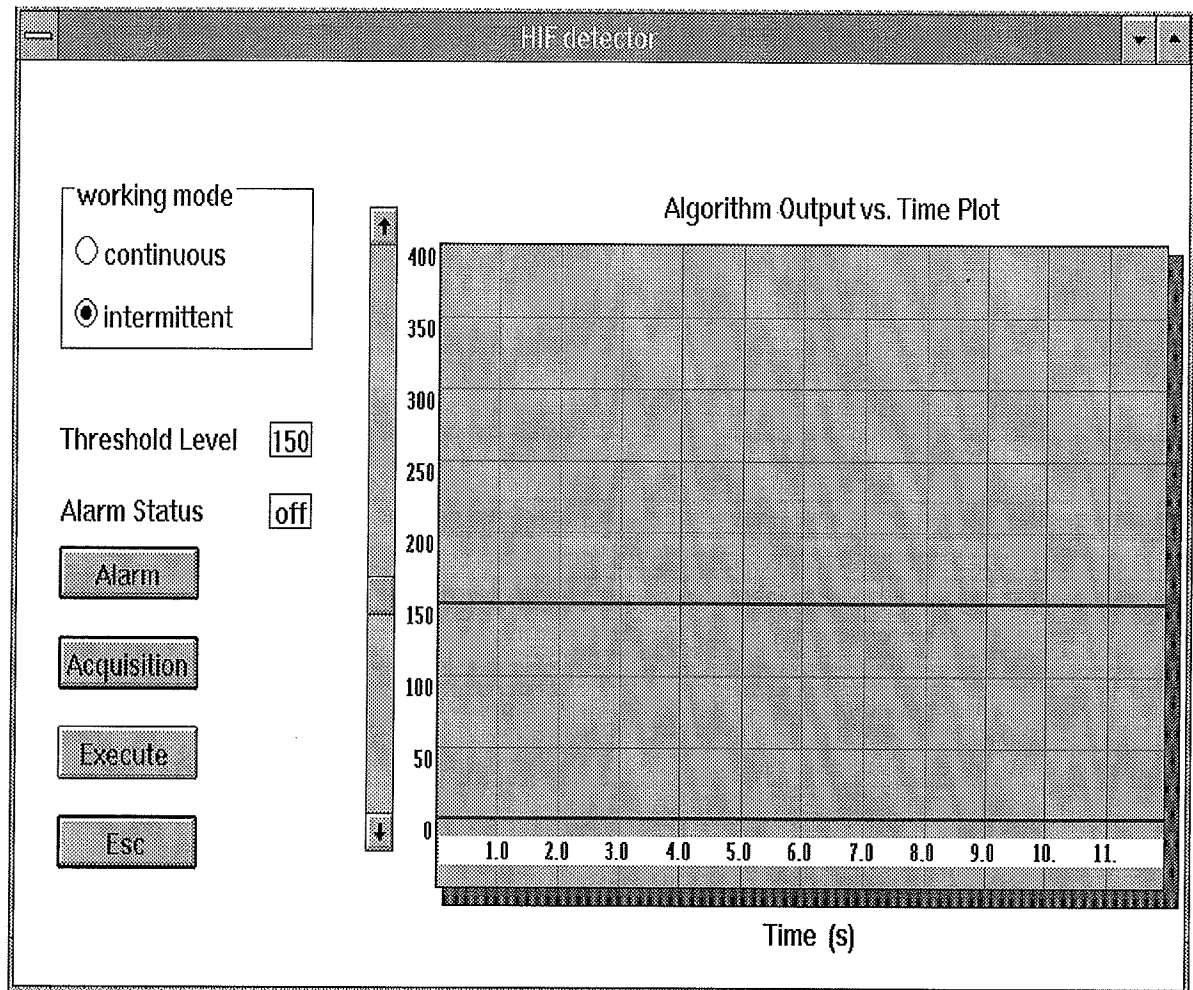 HIF detector
working mode
continuous
intermittent
Threshold Level 150
Alarm Status off
Alarm
Acquisition
Execute
Esc
Algorithm Output vs. Time Plot
400
350
300
250
200
150
100
50
0
1.0 2.0 3.0 4.0 5.0 6.0 7.0 8.0 9.0 10. 11.
Time (s)